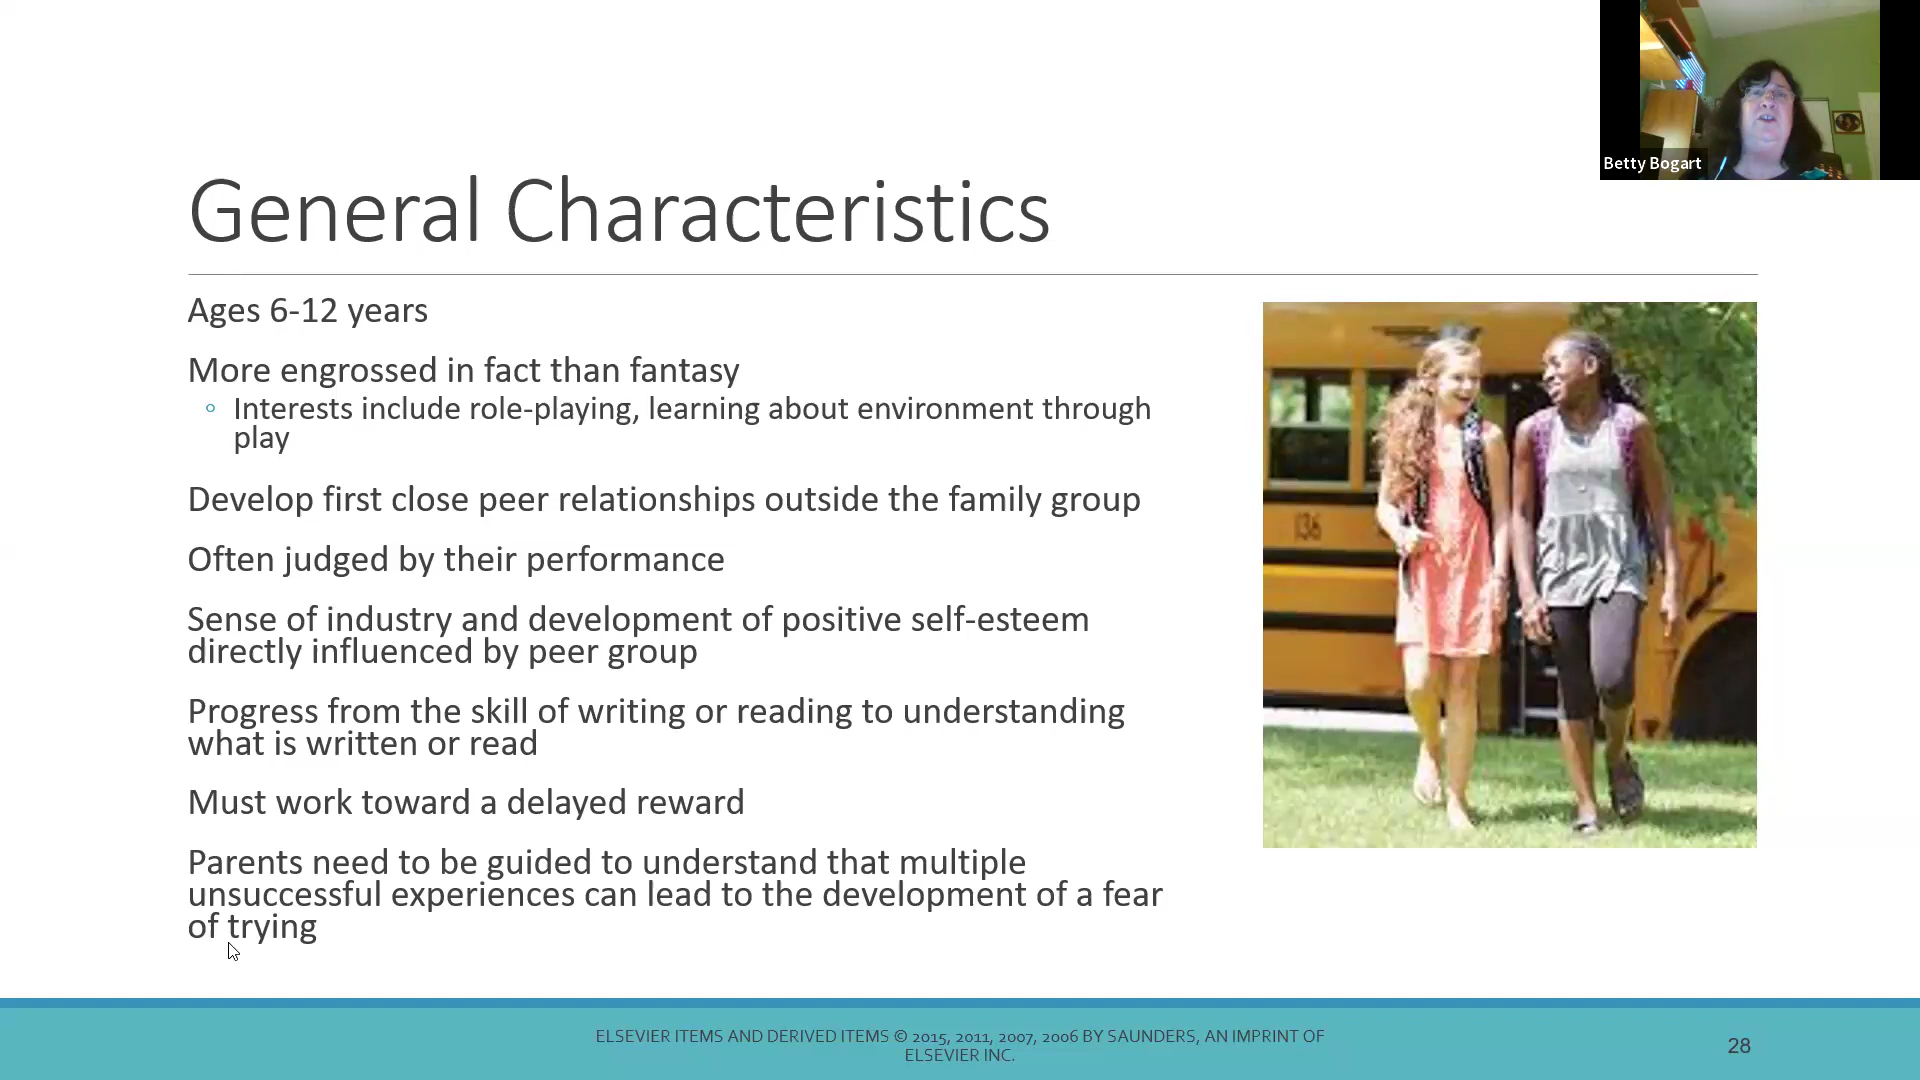 Betty Bogart
General Characteristics
Ages 6-12 years
More engrossed in fact than fantasy
Interests include role-playing, learning about environment through
play
Develop first close peer relationships outside the family group
Often judged by their performance
Sense of industry and development of positive self-esteem
directly influenced by peer group
Progress from the skill of writing or reading to understanding
what is written or read
Must work toward a delayed reward
Parents need to be guided to understand that multiple
unsuccessful experiences can lead to the development of a fear
of trying
136
ELSEVIER ITEMS AND DERIVED ITEMS © 2015, 2011, 2007, 2006 BY SAUNDERS, AN IMPRINT OF
ELSEVIER INC.
28